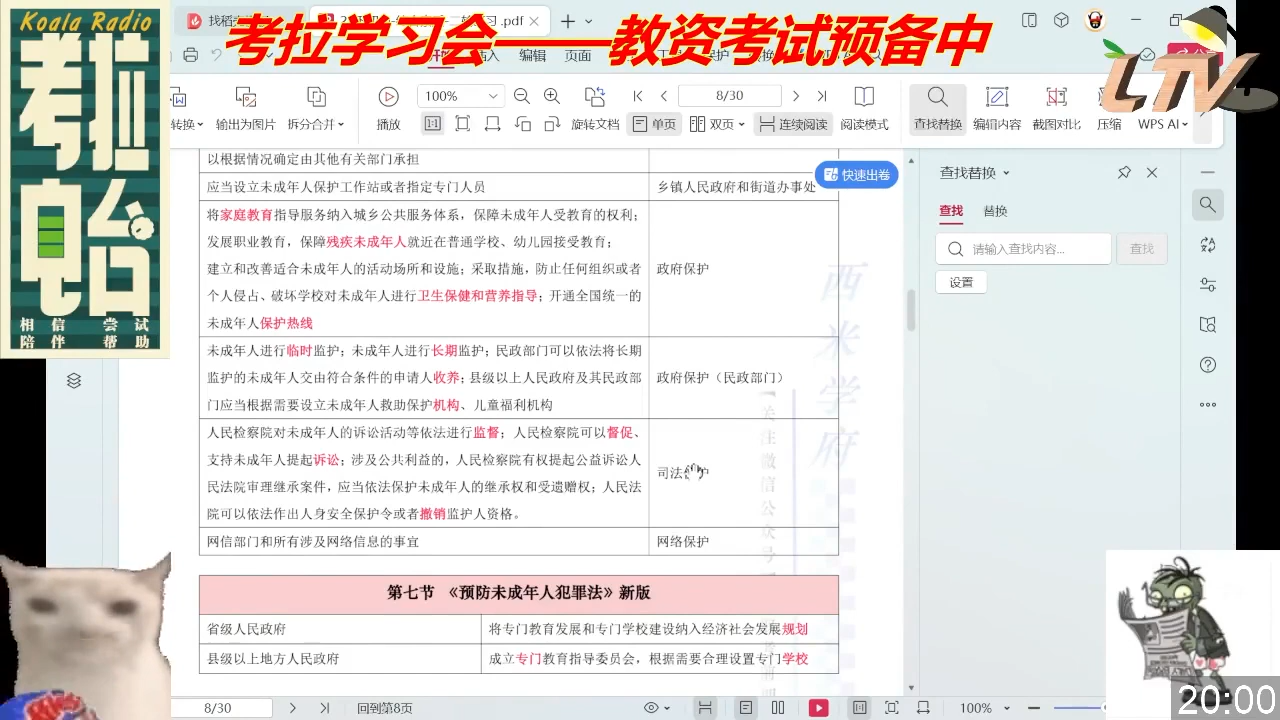 Koala Radio
考拉
电台
相信 尝试
陪伴 帮助
考拉学习会——教资考试预备中
LTV
找稻
.pdf
插入
编辑
页面
转换
输出为图片
拆分合并
播放
100%
旋转文档
8/30
单页
双页
连续阅读
阅读模式
查找替换
编辑内容
截图对比
压缩
WPS AI
以根据情况确定由其他有关部门承担
应当设立未成年人保护工作站或者指定专门人员
乡镇人民政府和街道办事处
快速出卷
将家庭教育指导服务纳入城乡公共服务体系，保障未成年人受教育的权利；
发展职业教育，保障残疾未成年人就近在普通学校、幼儿园接受教育；
建立和改善适合未成年人的活动场所和设施；采取措施，防止任何组织或者
个人侵占、破坏学校对未成年人进行卫生保健和营养指导；开通全国统一的
未成年人保护热线
政府保护
未成年人进行临时监护；未成年人进行长期监护；民政部门可以依法将长期
监护的未成年人交由符合条件的申请人收养；县级以上人民政府及其民政部
门应当根据需要设立未成年人救助保护机构、儿童福利机构
政府保护（民政部门）
人民检察院对未成年人的诉讼活动等依法进行监督；人民检察院可以督促、
支持未成年人提起诉讼；涉及公共利益的，人民检察院有权提起公益诉讼人
民法院审理继承案件，应当依法保护未成年人的继承权和受遗赠权；人民法
院可以依法作出人身安全保护令或者撤销监护人资格。
司法保护
网信部门和所有涉及网络信息的事宜
网络保护
第七节 《预防未成年人犯罪法》新版
省级人民政府
将专门教育发展和专门学校建设纳入经济社会发展规划
县级以上地方人民政府
成立专门教育指导委员会，根据需要合理设置专门学校
西米学府
关注微信公众号
查找替换
查找
替换
请输入查找内容...
查找
设置
8/30
回到第8页
100%
20:00